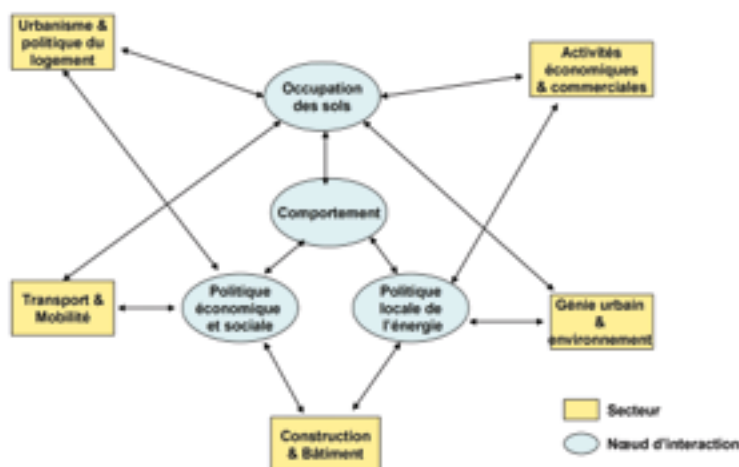 Urbanisme &
politique du
logement
Activités
économiques
& commerciales
Occupation
des sols
Comportement
Transport &
Mobilité
Politique
économique
et sociale
Politique
locale de
l'énergie
Génie urbain
&
environnement
Construction
& Bâtiment
Secteur
Nœud d'interaction